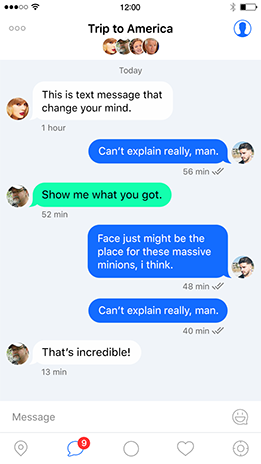 12:00
Trip to America
Today
This is text message that
change your mind.
1 hour
Can't explain really, man.
56 min
Show me what you got.
52 min
Face just might be the
place for these massive
minions, i think.
48 min
Can't explain really, man.
40 min
That's incredible!
13 min
Message
9